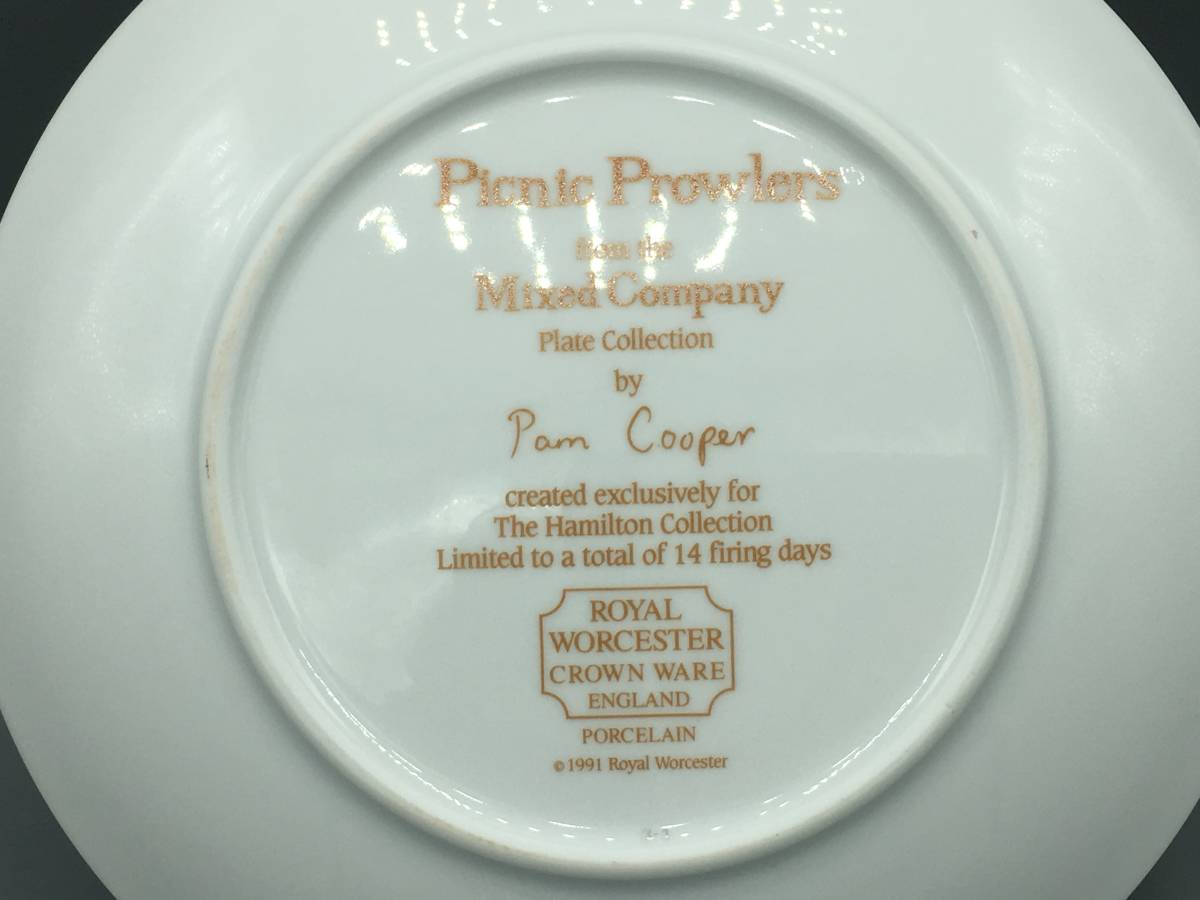 Picnic Prowlers
from the
Mixed Company
Plate Collection
by
Pam Cooper
created exclusively for
The Hamilton Collection
Limited to a total of 14 firing days
ROYAL
WORCESTER
CROWN WARE
ENGLAND
PORCELAIN
©1991 Royal Worcester